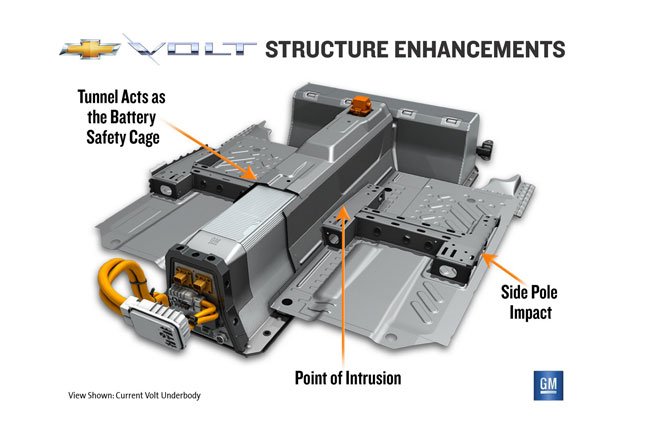 VOLT STRUCTURE ENHANCEMENTS
Tunnel Acts as
the Battery
Safety Cage
GM
Side Pole
Impact
Point of Intrusion
View Shown: Current Volt Underbody
GM